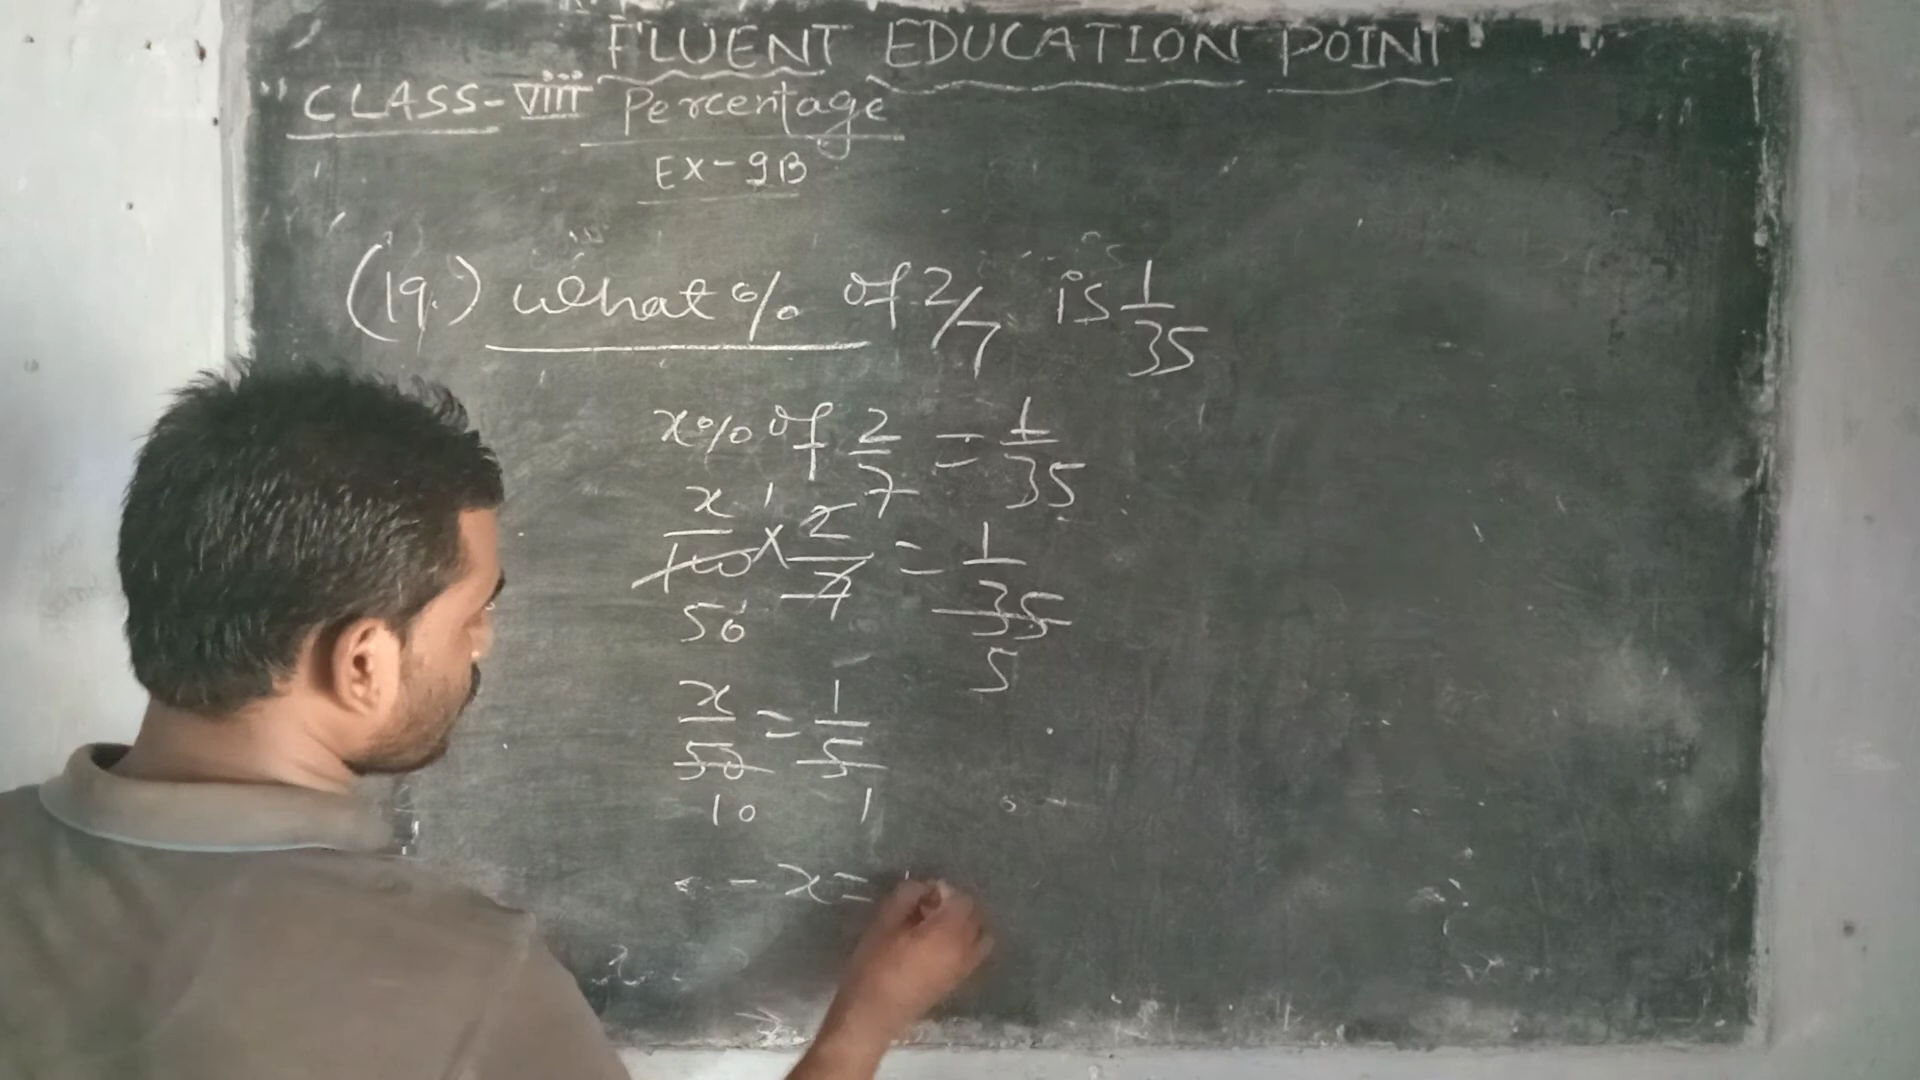 FLUENT EDUCATION POINT"
"CLASS-VIII Percentage
EX-9B
(19.) what % of 2/7 is 1/35
x% of 2/7 = 1/35
x/100 × 2/7 = 1/35
1
50
5
x/50 = 1/5
10 1
x=